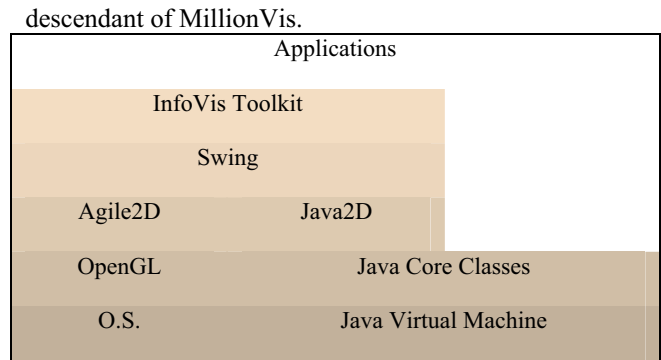 descendant of MillionVis.
Applications
InfoVis Toolkit
Swing
Agile2D Java2D
OpenGL Java Core Classes
O.S. Java Virtual Machine